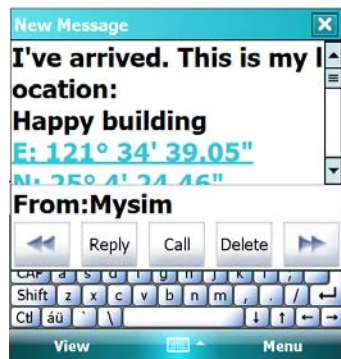 New Message
I've arrived. This is my l
ocation:
Happy building
E: 121° 34' 39.05"
N: 25° 4' 24.46"
From:Mysim
Reply Call Delete
CAP a s d f g h j k l ; '
Shift z x c v b n m , . / ↵
Ctl áü ` \ ↓ ↑ ← →
View Menu